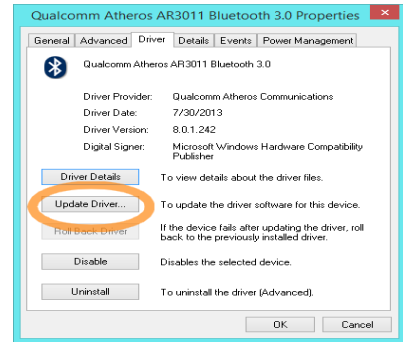 Qualcomm Atheros AR3011 Bluetooth 3.0 Properties
General Advanced Driver Details Events Power Management
Qualcomm Atheros AR3011 Bluetooth 3.0
Driver Provider: Qualcomm Atheros Communications
Driver Date: 7/30/2013
Driver Version: 8.0.1.242
Digital Signer: Microsoft Windows Hardware Compatibility
Publisher
Driver Details To view details about the driver files.
Update Driver... To update the driver software for this device.
Roll Back Driver If the device fails after updating the driver, roll
back to the previously installed driver.
Disable Disables the selected device.
Uninstall To uninstall the driver (Advanced).
OK Cancel